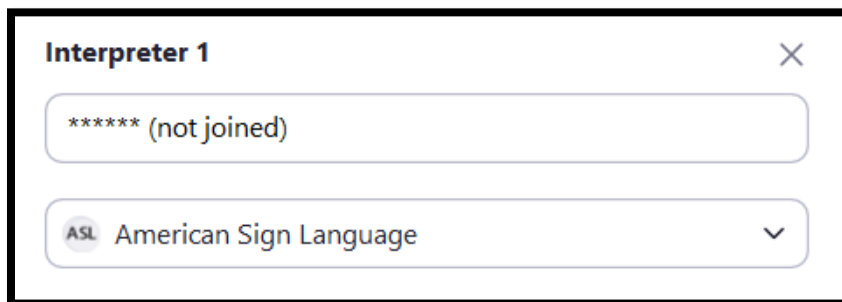 Interpreter 1
****** (not joined)
ASL American Sign Language